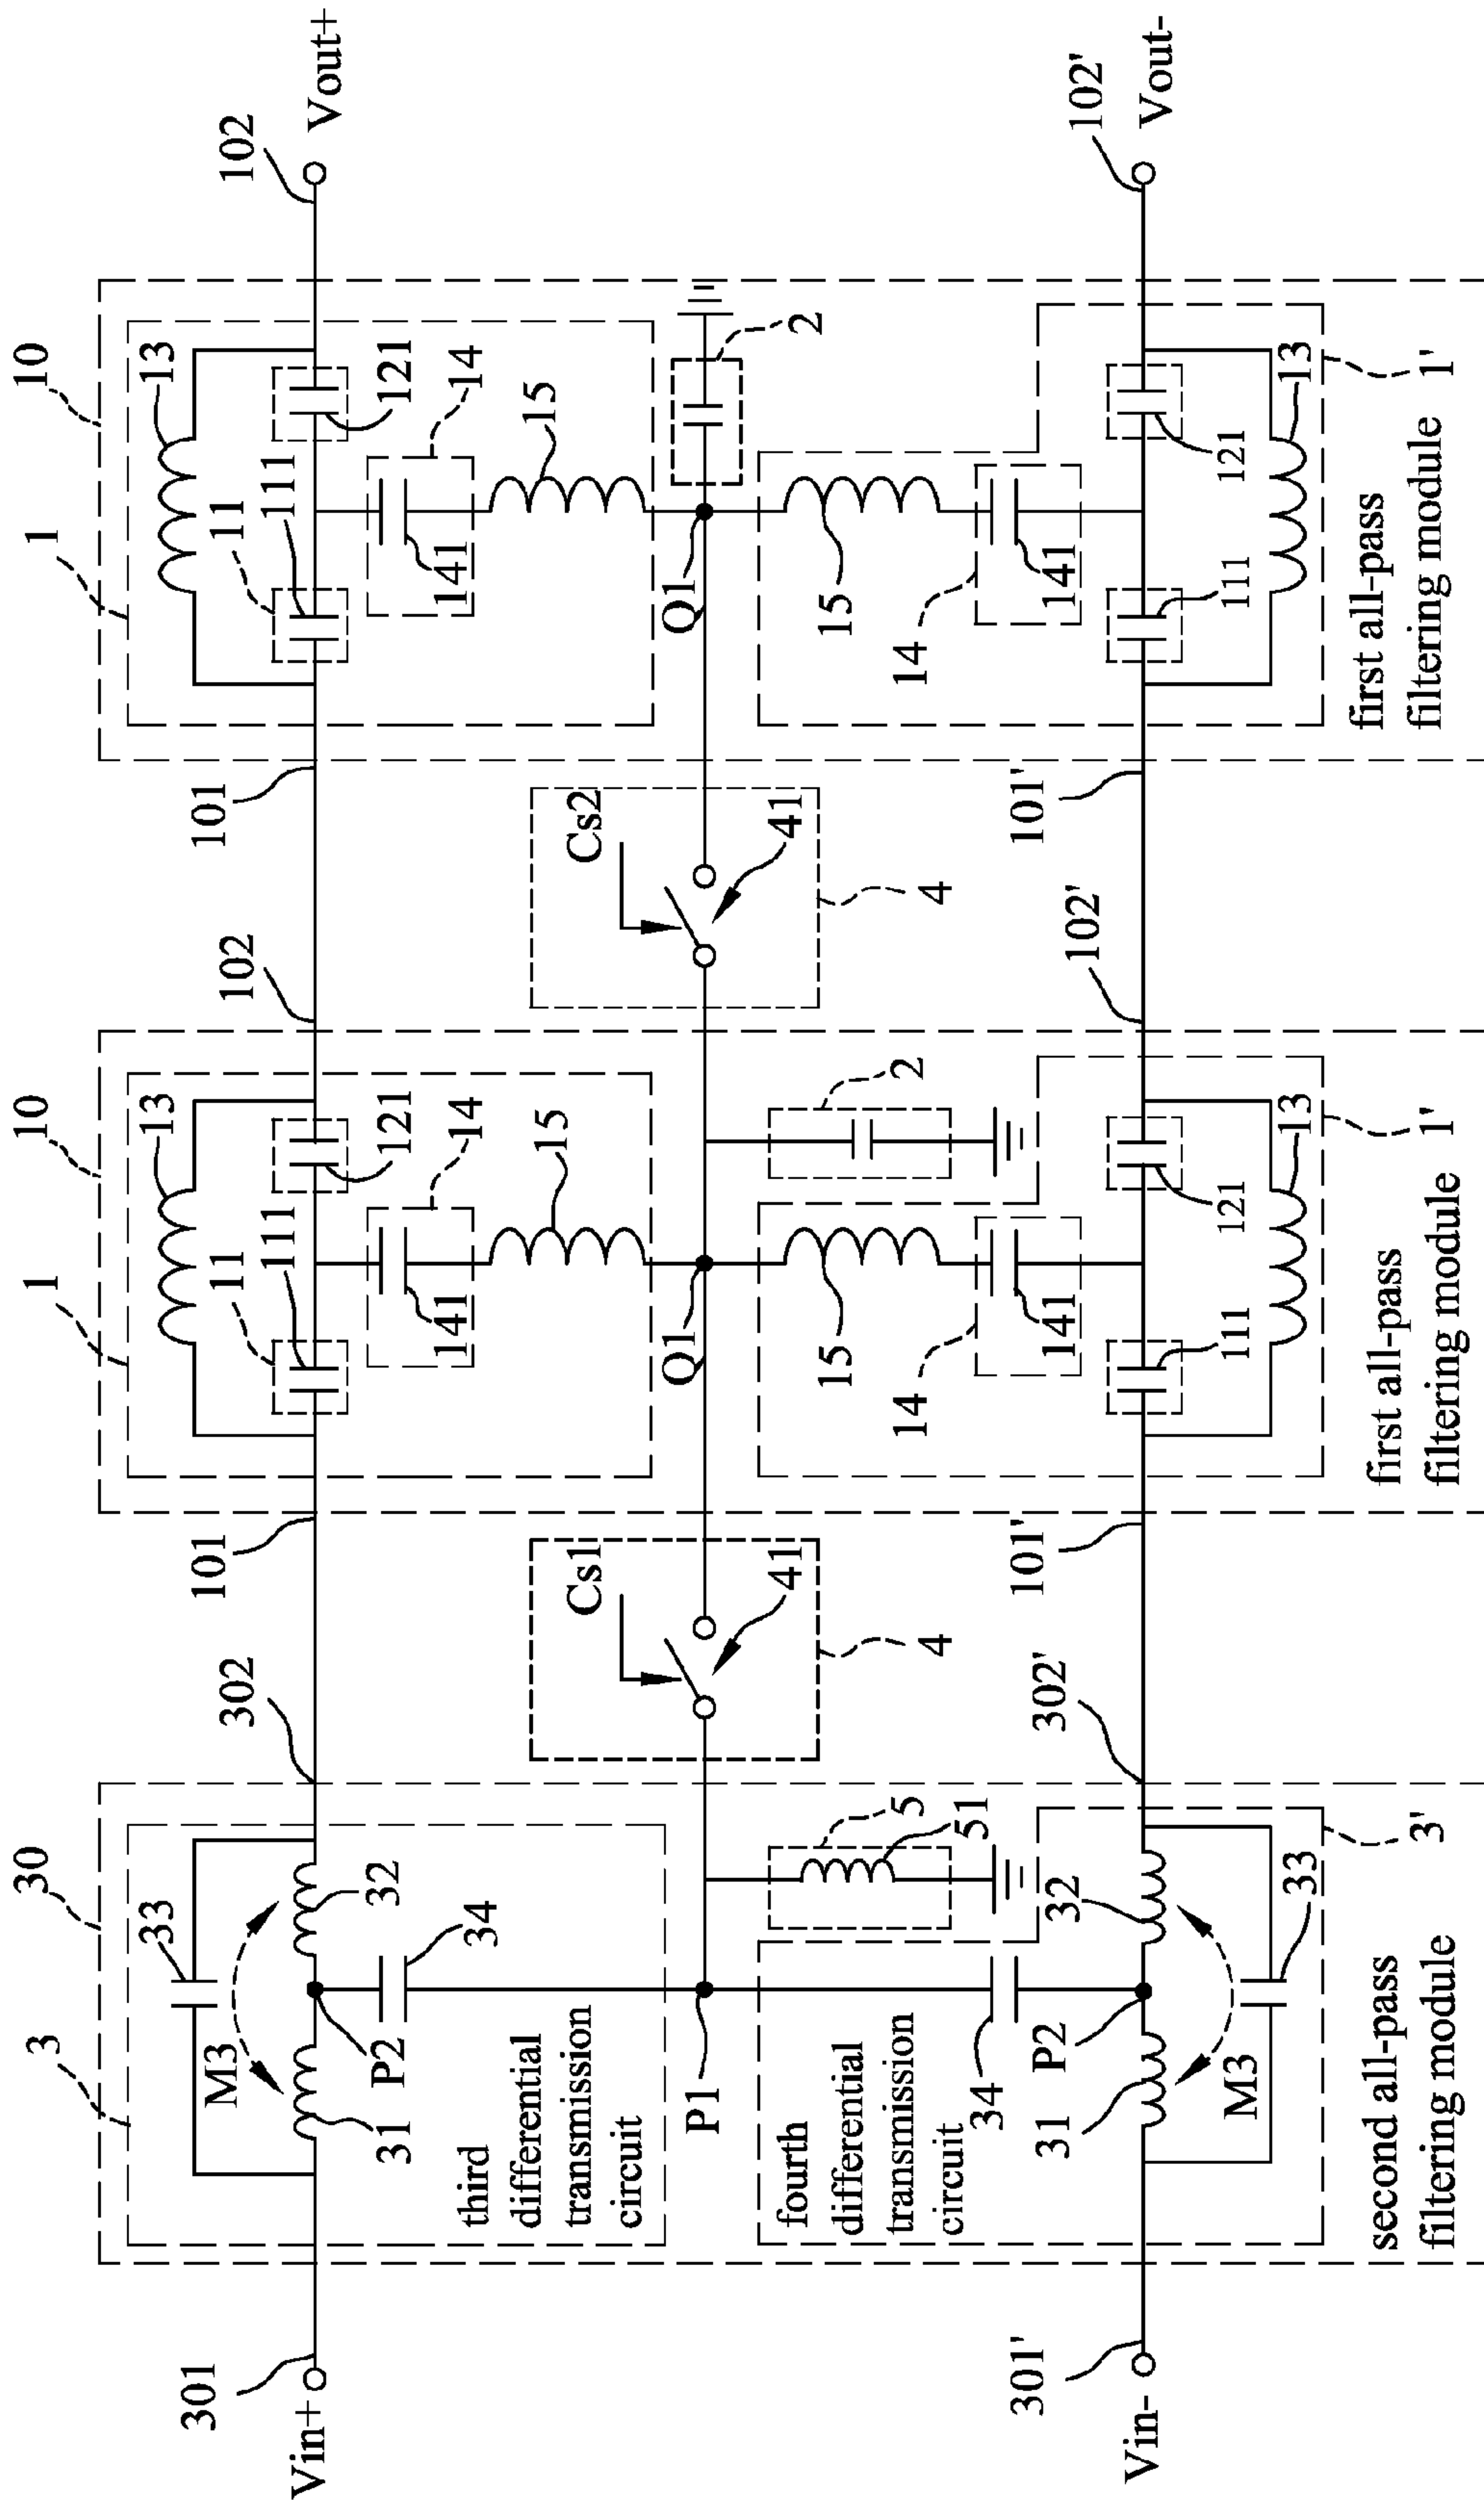 3
30
1
10
1
10
33
13
13
301
M3
302
101
11
111
102
101
11
111
102
Vin+
Vout+
31
P2
32
121
121
34
141
14
141
14
third
differential
transmission
circuit
Cs1
15
Cs2
15
P1
Q1
Q1
41
41
2
fourth
differential
transmission
circuit
5
51
4
15
14
2
4
15
14
34
301'
31
P2
32
302'
101'
141
102'
101'
141
102'
Vin-
Vout-
M3
33
111
121
13
111
121
13
3'
1'
1'
second all-pass
filtering module
first all-pass
filtering module
first all-pass
filtering module